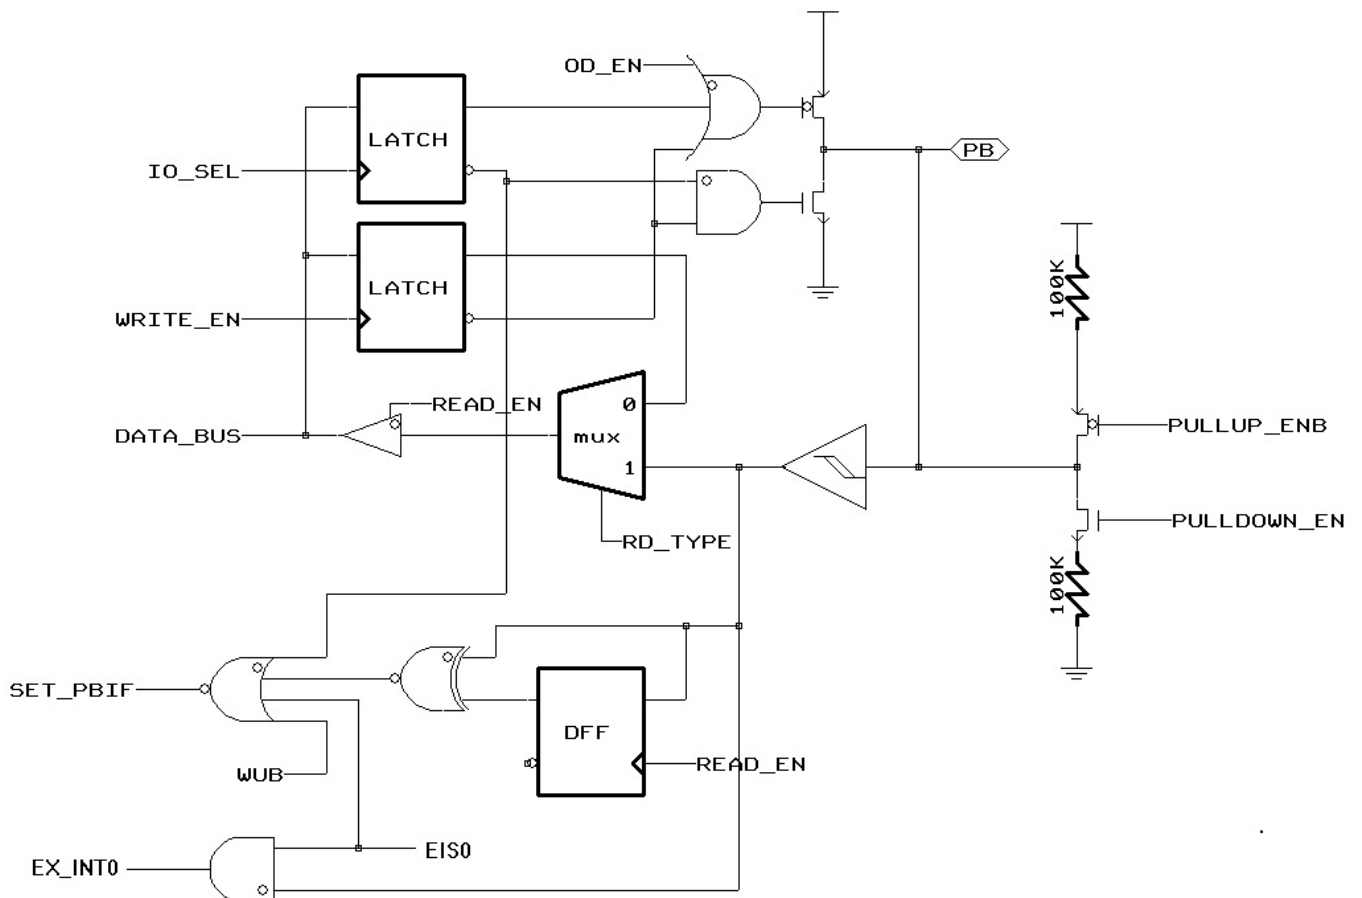 OD_EN
LATCH
IO_SEL
PB
LATCH
WRITE_EN
100K
READ_EN
0
DATA_BUS
mux
1
PULLUP_ENB
RD_TYPE
PULLDOWN_EN
100K
SET_PBIF
DFF
WUB
READ_EN
EIS0
EX_INT0